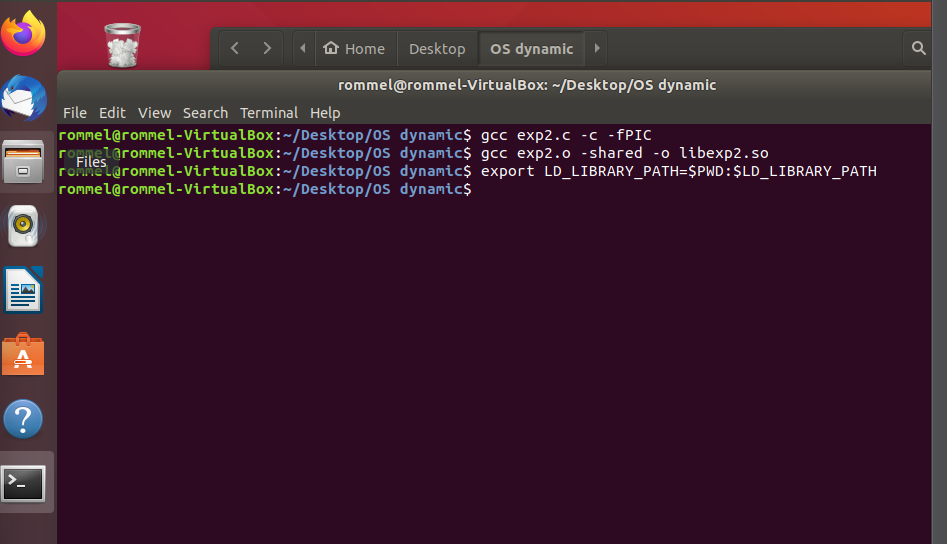 Home Desktop OS dynamic
rommel@rommel-VirtualBox: ~/Desktop/OS dynamic
File Edit View Search Terminal Help
rommel@rommel-VirtualBox:~/Desktop/OS dynamic$ gcc exp2.c -c -fPIC
rommel@rommel-VirtualBox:~/Desktop/OS dynamic$ gcc exp2.o -shared -o libexp2.so
Files
rommel@rommel-VirtualBox:~/Desktop/OS dynamic$ export LD_LIBRARY_PATH=$PWD:$LD_LIBRARY_PATH
rommel@rommel-VirtualBox:~/Desktop/OS dynamic$